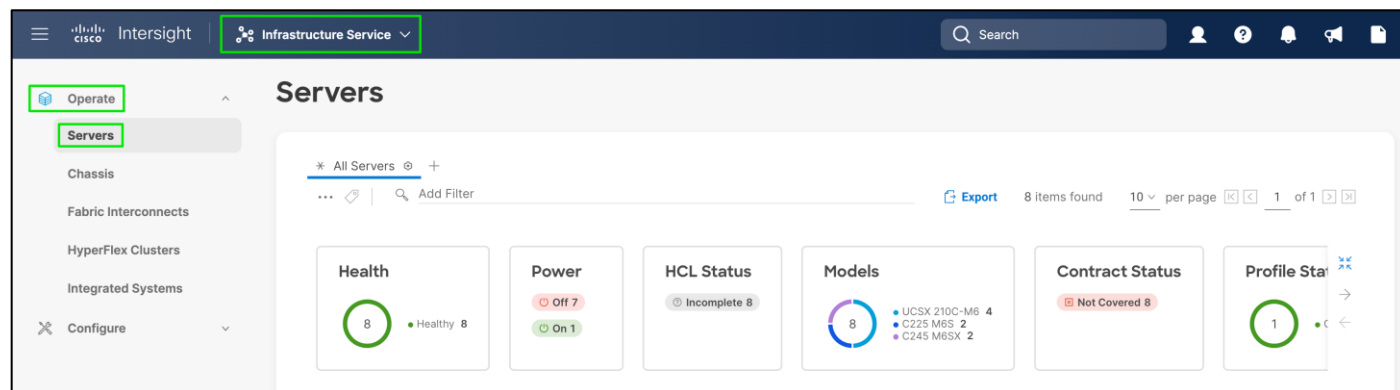 cisco Intersight Infrastructure Service Search
Operate
Servers
Chassis
Fabric Interconnects
HyperFlex Clusters
Integrated Systems
Configure
Servers
All Servers
Add Filter
Export 8 items found 10 per page 1 of 1
Health
8 Healthy 8
Power
Off 7
On 1
HCL Status
Incomplete 8
Models
8
UCSX 210C-M6 4
C225 M6S 2
C245 M6SX 2
Contract Status
Not Covered 8
Profile Stat
1